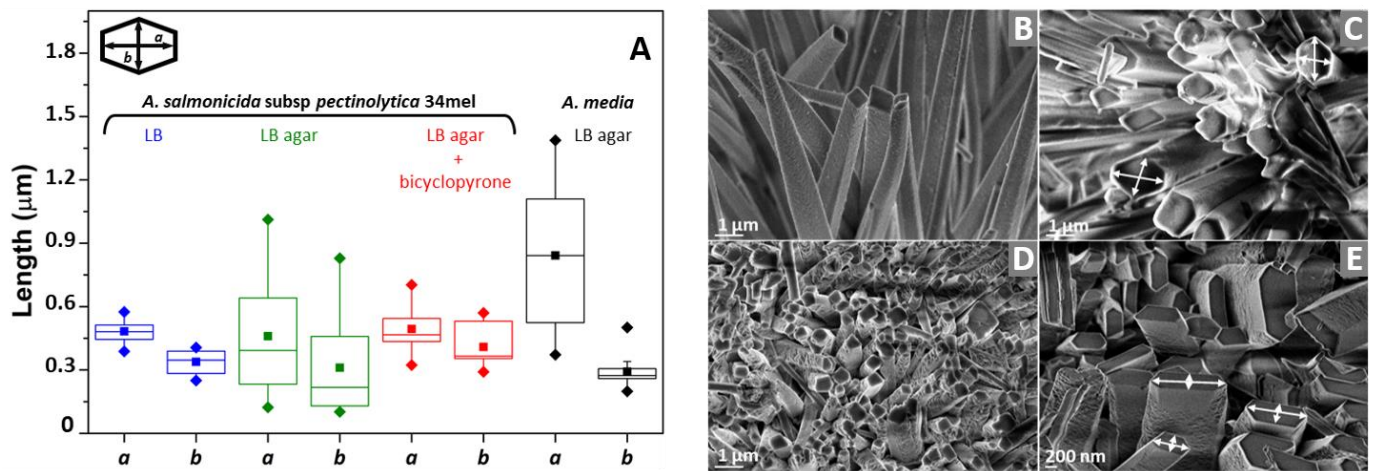 A
a
b
A. salmonicida subsp pectinolytica 34mel
A. media
LB
LB agar
LB agar
+
bicyclopyrone
LB agar
Length (μm)
1.8
1.5
1.2
0.9
0.6
0.3
0
a b a b a b a b
B
1 μm
C
1 μm
D
1 μm
E
200 nm